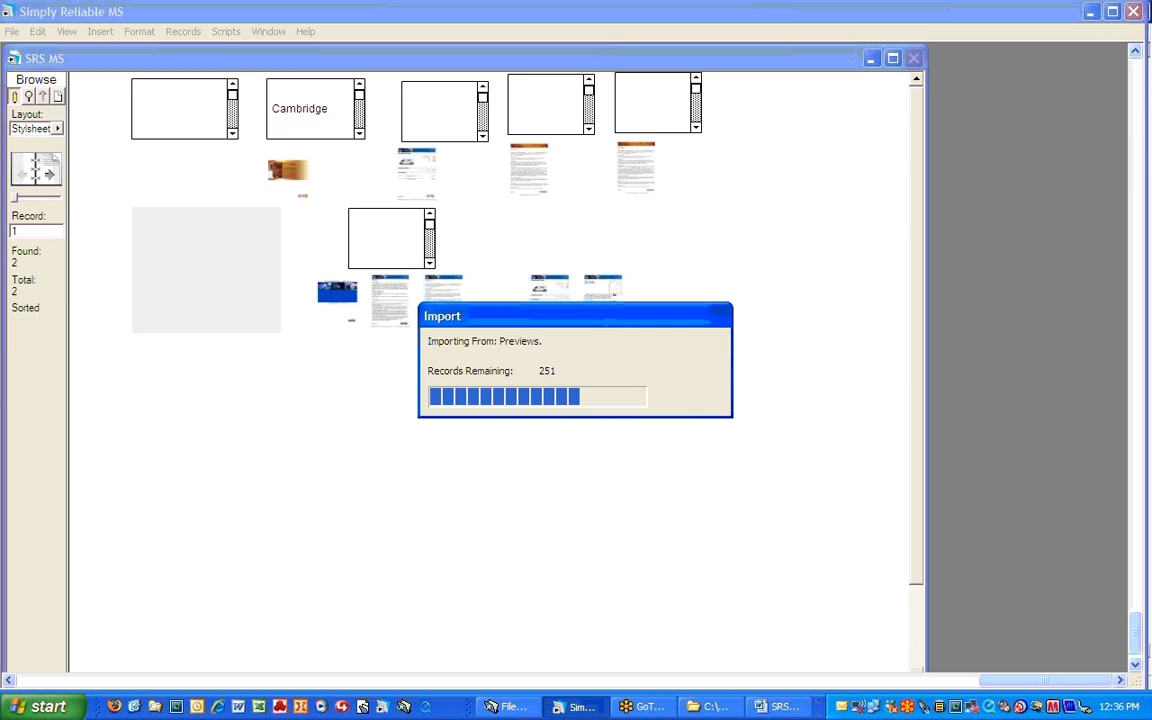 Simply Reliable MS
File Edit View Insert Format Records Scripts Window Help
SRS MS
Browse
Layout:
Stylsheet
Record:
1
Found:
2
Total:
2
Sorted
Cambridge
Import
Importing From: Previews.
Records Remaining: 251
start
File...
Sim...
GoT...
C:\...
SRS...
12:36 PM